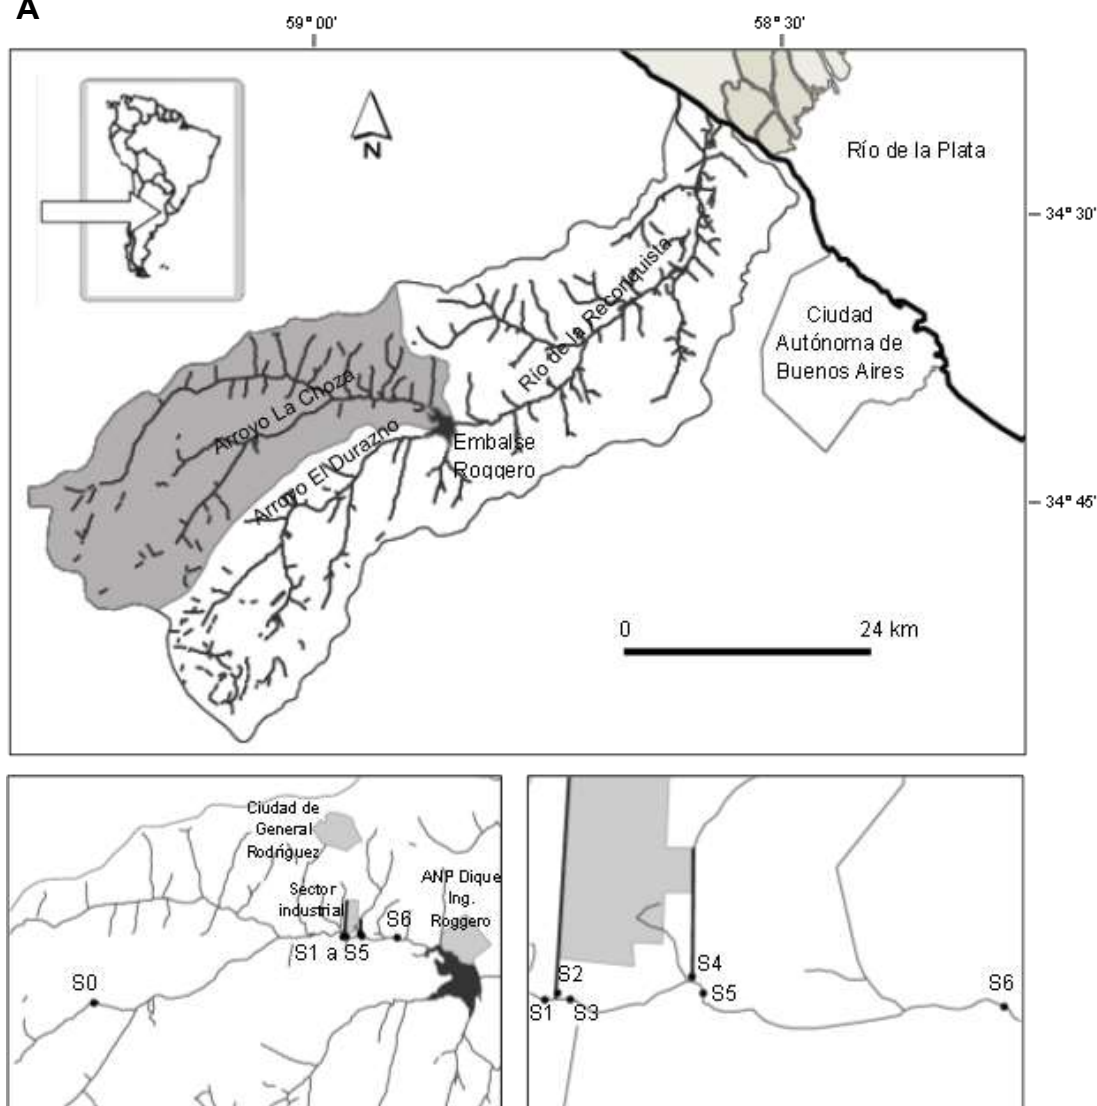 A
59° 00'
58° 30'
N
Río de la Plata
34° 30'
Río de la Reconquista
Ciudad
Autónoma de
Buenos Aires
Arroyo La Choza
Arroyo El Durazno
Embalse
Roggero
34° 45'
0
24 km
Ciudad de
General
Rodríguez
ANP Dique
Ing.
Roggero
Sector
industrial
S6
S1 a S5
S0
S2
S1
S3
S4
S5
S6